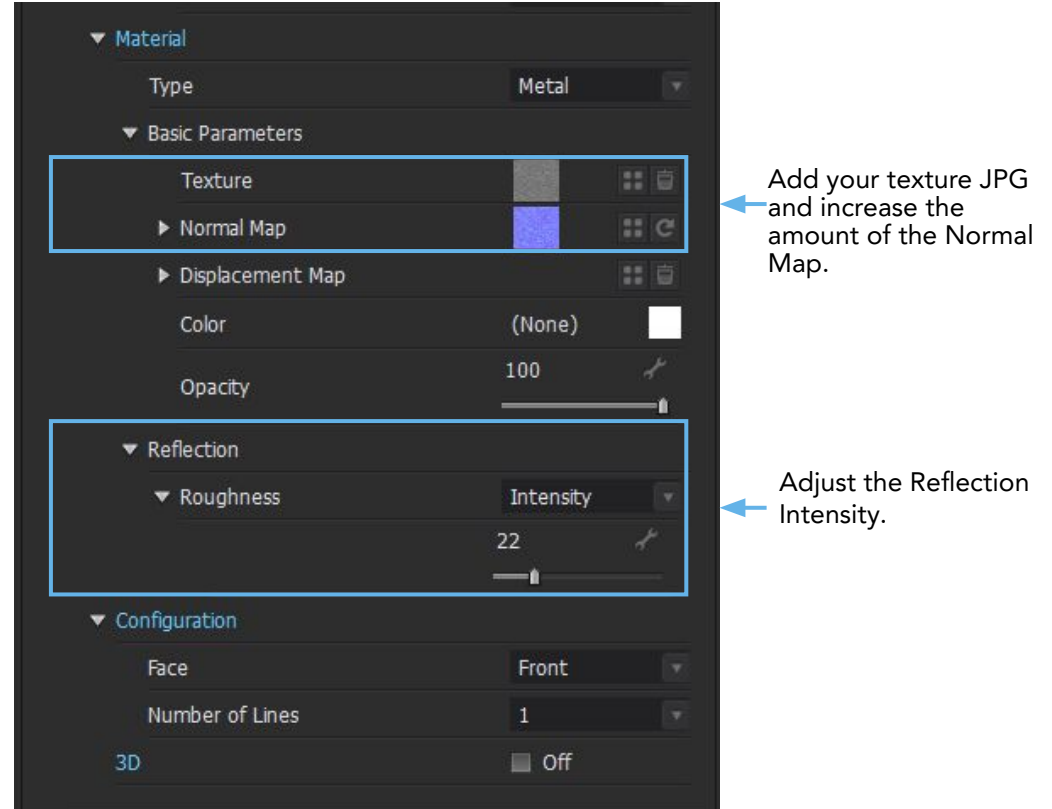 Material
Type Metal
Basic Parameters
Texture
Normal Map
Add your texture JPG
and increase the
amount of the Normal
Map.
Displacement Map
Color (None)
Opacity 100
Reflection
Roughness Intensity
22
Adjust the Reflection
Intensity.
Configuration
Face Front
Number of Lines 1
3D Off